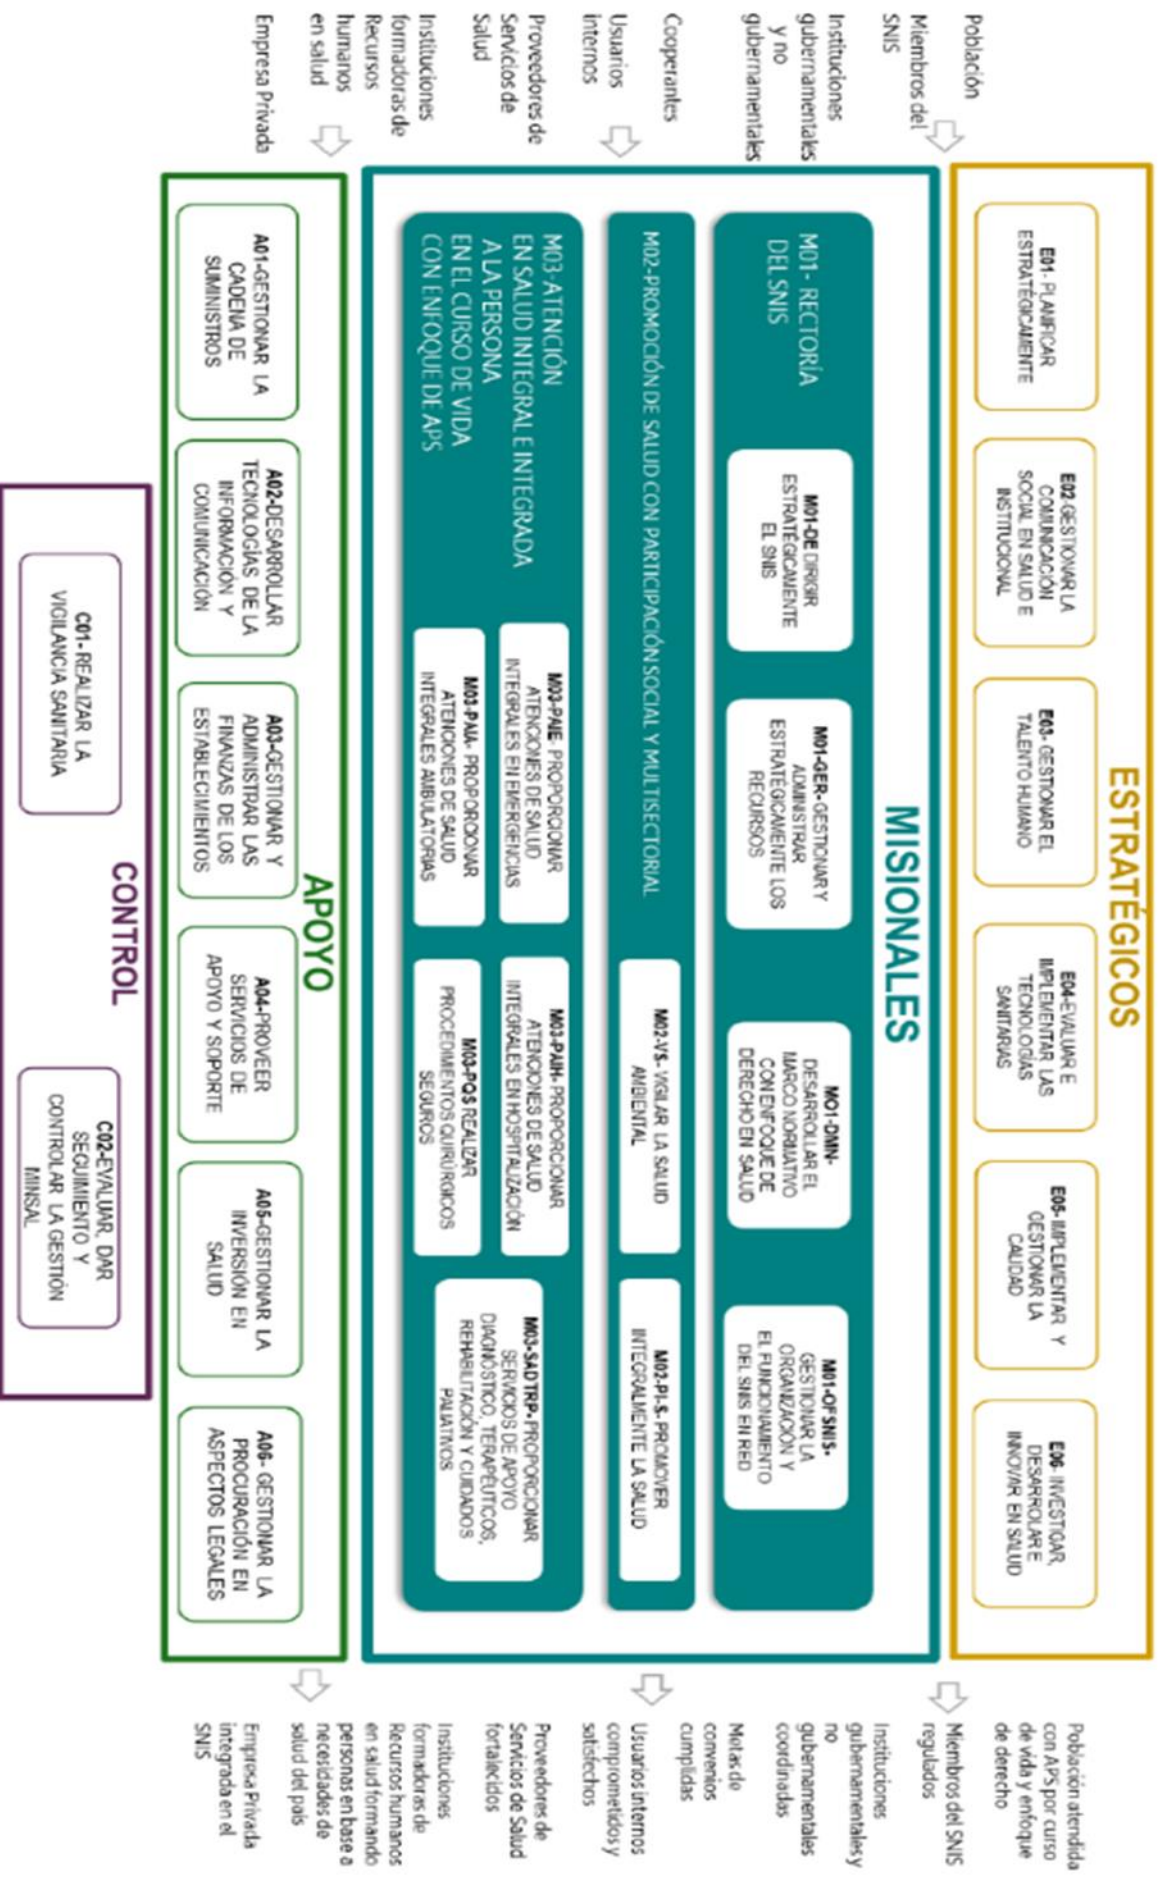 Población
Miembros del
SNIS
Instituciones
gubernamentales
y no
gubernamentales
Cooperantes
Usuarios
internos
Proveedores de
Servicios de
Salud
Instituciones
formadoras de
Recursos
humanos
en salud
Empresa Privada
ESTRATÉGICOS
E01- PLANIFICAR
ESTRATÉGICAMENTE
E02-GESTIONAR LA
COMUNICACIÓN
SOCIAL EN SALUD E
INSTITUCIONAL
E03- GESTIONAR EL
TALENTO HUMANO
E04-EVALUAR E
IMPLEMENTAR LAS
TECNOLOGÍAS
SANITARIAS
E05- IMPLEMENTAR Y
GESTIONAR LA
CALIDAD
E06- INVESTIGAR,
DESARROLAR E
INNOVAR EN SALUD
MISIONALES
M01- RECTORÍA
DEL SNIS
M01-DE DIRIGIR
ESTRATÉGICAMENTE
EL SNIS
M01-GER-GESTIONAR Y
ADMINISTRAR
ESTRATÉGICAMENTE LOS
RECURSOS
MO1-DMN-
DESARROLLAR EL
MARCO NORMATIVO
CON ENFOQUE DE
DERECHO EN SALUD
M01-OFSNIS-
GESTIONAR LA
ORGANIZACIÓN Y
EL FUNCIONAMIENTO
DEL SNIS EN RED
M02-PROMOCIÓN DE SALUD CON PARTICIPACIÓN SOCIAL Y MULTISECTORIAL
M02-VS- VIGILAR LA SALUD
AMBIENTAL
M02-PI-S- PROMOVER
INTEGRALMENTE LA SALUD
M03-ATENCIÓN
EN SALUD INTEGRAL E INTEGRADA
A LA PERSONA
EN EL CURSO DE VIDA
CON ENFOQUE DE APS
M03-PAIE- PROPORCIONAR
ATENCIONES DE SALUD
INTEGRALES EN EMERGENCIAS
M03-PAIH- PROPORCIONAR
ATENCIONES DE SALUD
INTEGRALES EN HOSPITALIZACIÓN
M03-PAIA- PROPORCIONAR
ATENCIONES DE SALUD
INTEGRALES AMBULATORIAS
M03-PQS REALIZAR
PROCEDIMIENTOS QUIRÚRGICOS
SEGUROS
M03-SADTRP- PROPORCIONAR
SERVICIOS DE APOYO
DIAGNÓSTICO, TERAPÉUTICOS,
REHABILITACIÓN Y CUIDADOS
PALIATIVOS
APOYO
A01-GESTIONAR LA
CADENA DE
SUMINISTROS
A02-DESARROLLAR
TECNOLOGÍAS DE LA
INFORMACIÓN Y
COMUNICACIÓN
A03-GESTIONAR Y
ADMINISTRAR LAS
FINANZAS DE LOS
ESTABLECIMIENTOS
A04-PROVEER
SERVICIOS DE
APOYO Y SOPORTE
A05-GESTIONAR LA
INVERSIÓN EN
SALUD
A06- GESTIONAR LA
PROCURACIÓN EN
ASPECTOS LEGALES
CONTROL
C01- REALIZAR LA
VIGILANCIA SANITARIA
C02-EVALUAR, DAR
SEGUIMIENTO Y
CONTROLAR LA GESTIÓN
MINSAL
Población atendida
con APS por curso
de vida y enfoque
de derecho
Miembros del SNIS
regulados
Instituciones
gubernamentales y
no
gubernamentales
coordinadas
Metas de
convenios
cumplidas
Usuarios internos
comprometidos y
satisfechos
Proveedores de
Servicios de Salud
fortalecidos
Instituciones
formadoras de
Recursos humanos
en salud formando
personas en base a
necesidades de
salud del país
Empresa Privada
integrada en el
SNIS